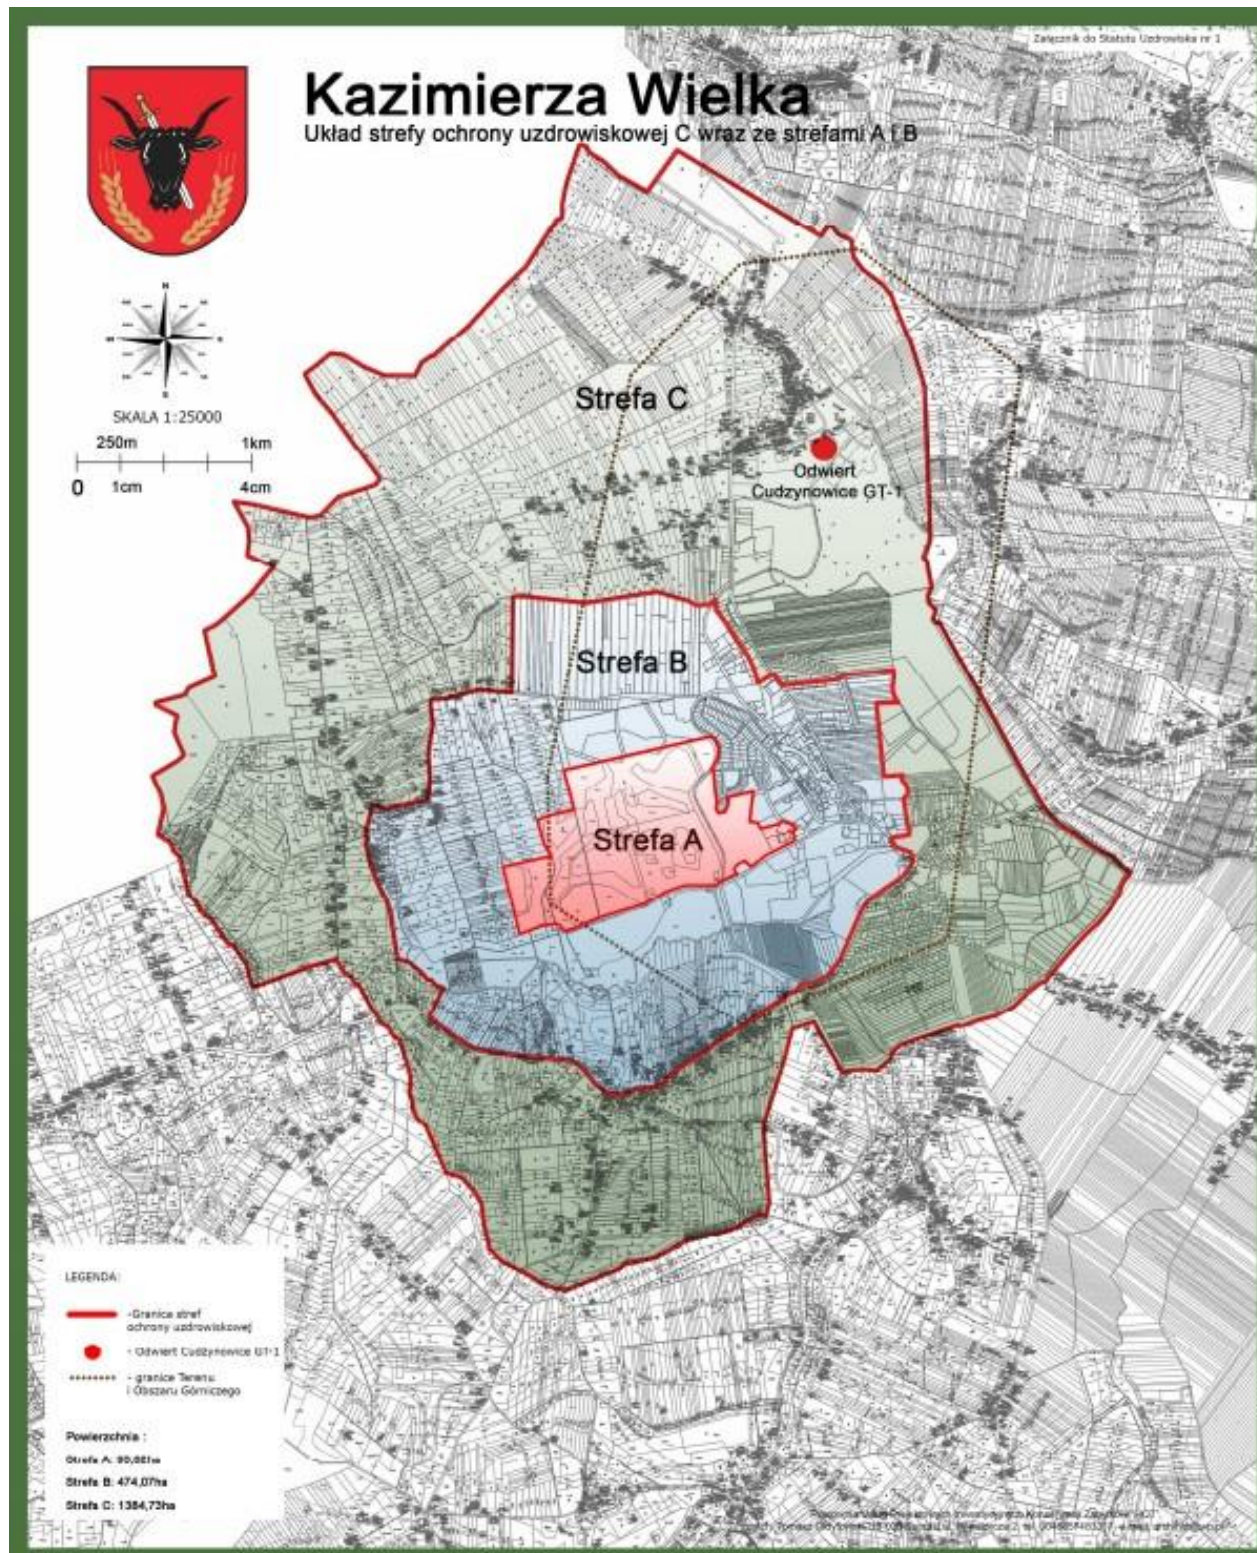 Załącznik do Statutu Uzdrowiska nr 1
Kazimierza Wielka
Układ strefy ochrony uzdrowiskowej C wraz ze strefami A i B
N
S
SKALA 1:25000
250m 1km
0 1cm 4cm
Strefa C
Odwiert
Cudzynowice GT-1
Strefa B
Strefa A
LEGENDA:
-Granica stref
ochrony uzdrowiskowej
- Odwiert Cudzynowice GT-1
- granice Terenu
i Obszaru Górniczego
Powierzchnia :
Strefa A:
Strefa B: 474,07ha
Strefa C: 1384,73ha